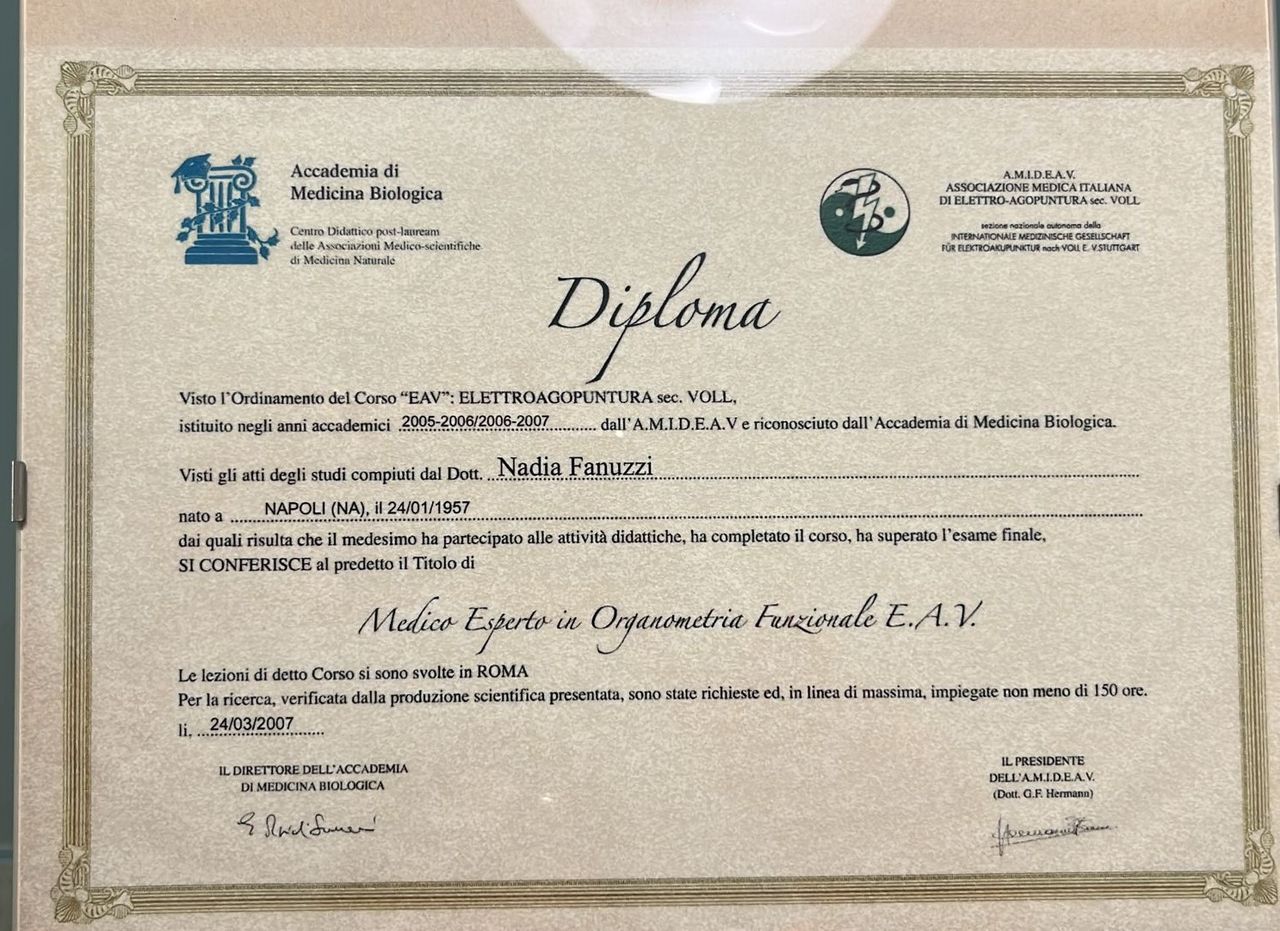 Accademia di
Medicina Biologica
Centro Didattico post-lauream
delle Associazioni Medico-scientifiche
di Medicina Naturale
A.M.I.D.E.A.V.
ASSOCIAZIONE MEDICA ITALIANA
DI ELETTRO-AGOPUNTURA sec. VOLL
sezione nazionale autonoma della
INTERNATIONALE MEDIZINISCHE GESELLSCHAFT
FÜR ELEKTROAKUPUNKTUR nach VOLL E. V. STUTTGART
Diploma
Visto l'Ordinamento del Corso "EAV": ELETTROAGOPUNTURA sec. VOLL,
istituito negli anni accademici 2005-2006/2006-2007 dall'A.M.I.D.E.A.V e riconosciuto dall'Accademia di Medicina Biologica.
Visti gli atti degli studi compiuti dal Dott. Nadia Fanuzzi
nato a NAPOLI (NA), il 24/01/1957
dai quali risulta che il medesimo ha partecipato alle attività didattiche, ha completato il corso, ha superato l'esame finale,
SI CONFERISCE al predetto il Titolo di
Medico Esperto in Organometria Funzionale E.A.V.
Le lezioni di detto Corso si sono svolte in ROMA
Per la ricerca, verificata dalla produzione scientifica presentata, sono state richieste ed, in linea di massima, impiegate non meno di 150 ore.
li, 24/03/2007
IL DIRETTORE DELL'ACCADEMIA
DI MEDICINA BIOLOGICA
IL PRESIDENTE
DELL'A.M.I.D.E.A.V.
(Dott. G.F. Hermann)